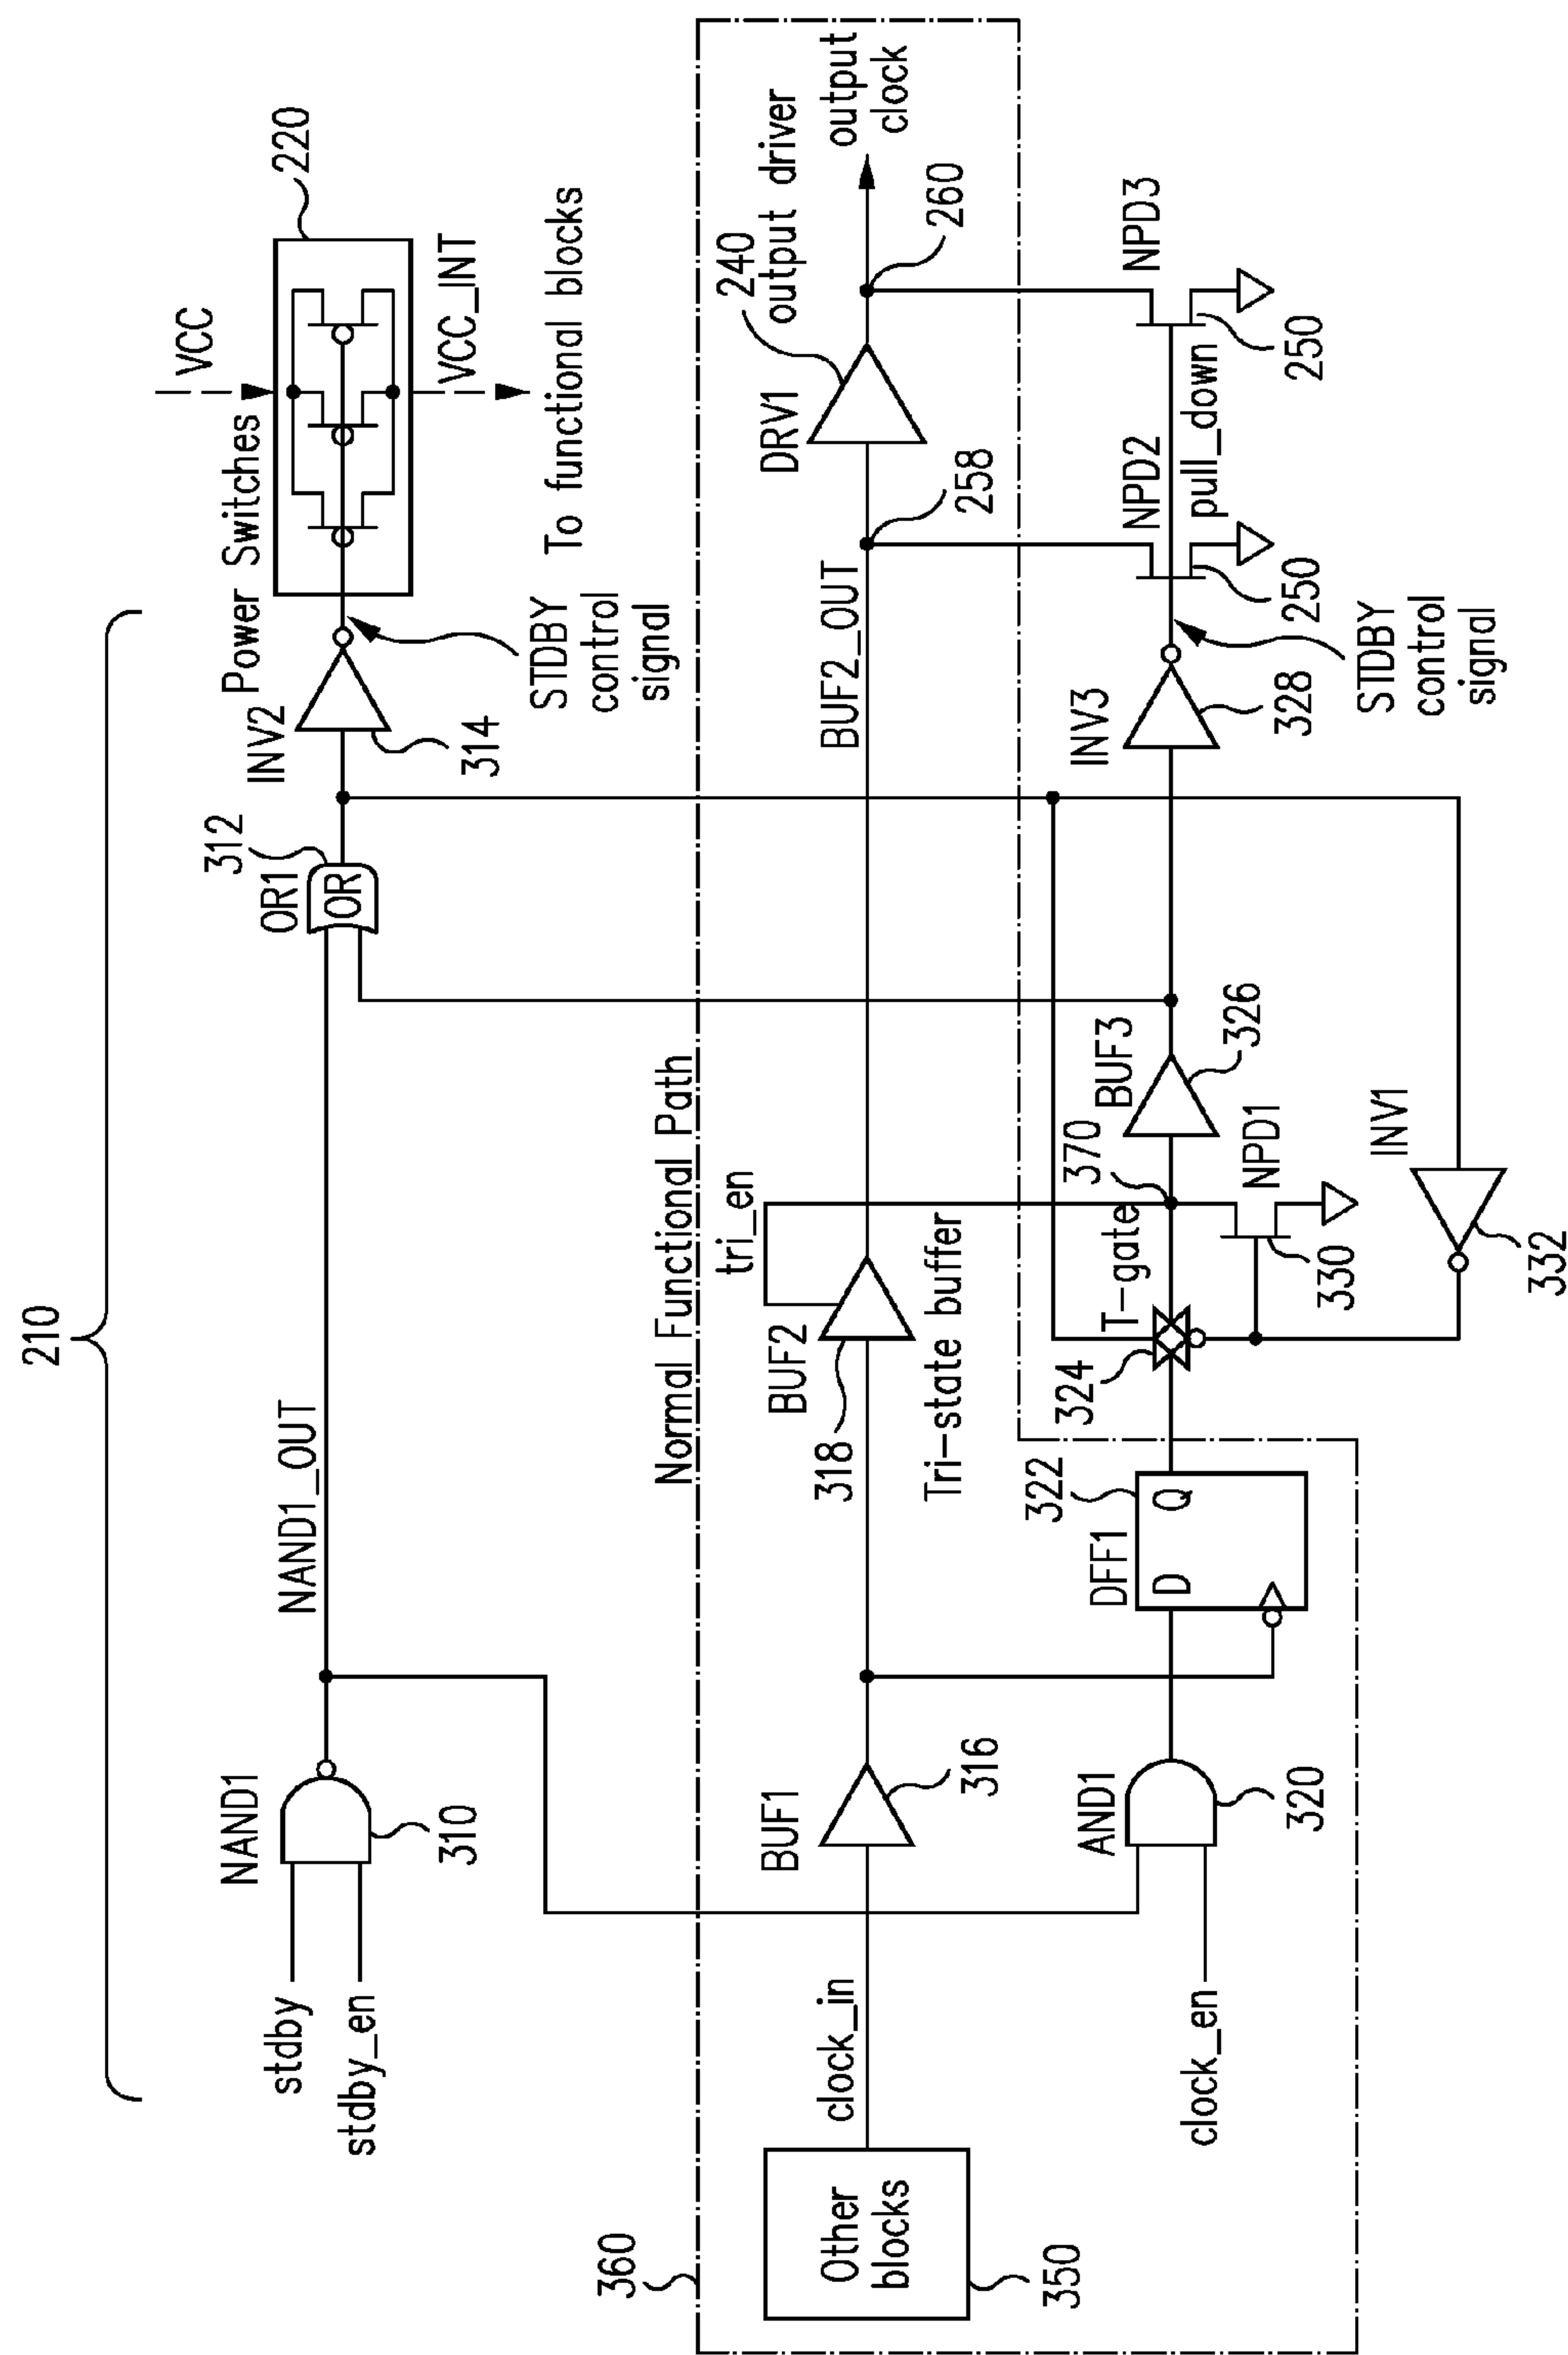 210
NAND1
stdby
stdby_en
310
NAND1_OUT
OR1
OR
312
INV2
314
Power Switches
VCC
220
VCC_INT
To functional blocks
STDBY
control
signal
360
Normal Functional Path
Other
blocks
350
clock_in
BUF1
316
BUF2
318
tri_en
Tri-state buffer
BUF2_OUT
258
DRV1
240
output driver
260
output
clock
clock_en
AND1
320
DFF1
322
D
Q
324
T-gate
370
NPD1
330
BUF3
326
INV1
332
INV3
328
STDBY
control
signal
NPD2
250
pull_down
NPD3
250